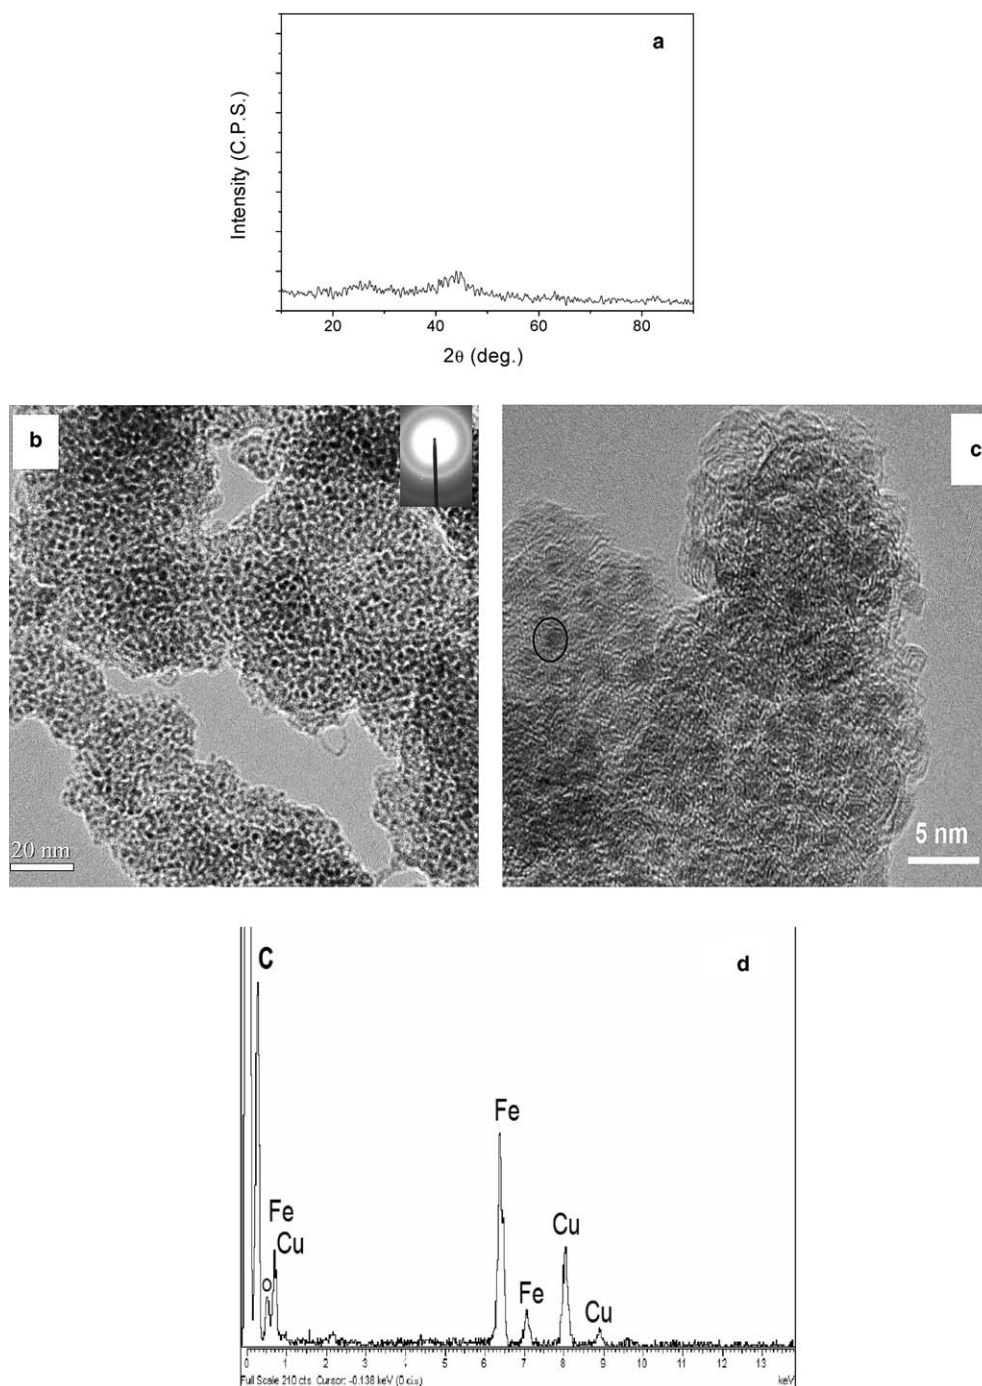 a
Intensity (C.P.S.)
20 40 60 80
2θ (deg.)
b
20 nm
c
5 nm
d
C
Fe
Cu
O
Fe
Fe
Cu
Cu
0 1 2 3 4 5 6 7 8 9 10 11 12 13
Full Scale 210 cts Cursor: -0.138 keV (0 cts) keV